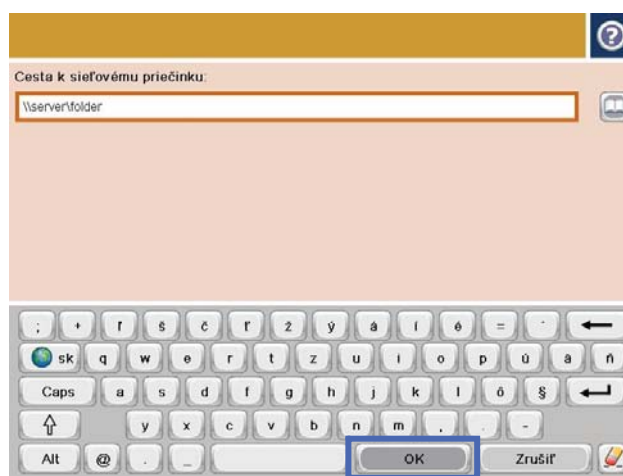 ?
Cesta k sieťovému priečinku:
\\server\folder
; + ľ š č ť ž ý á í é = ´
sk q w e r t z u i o p ú ä ň
Caps a s d f g h j k l ô §
y x c v b n m , . -
Alt @ . _ OK Zrušiť